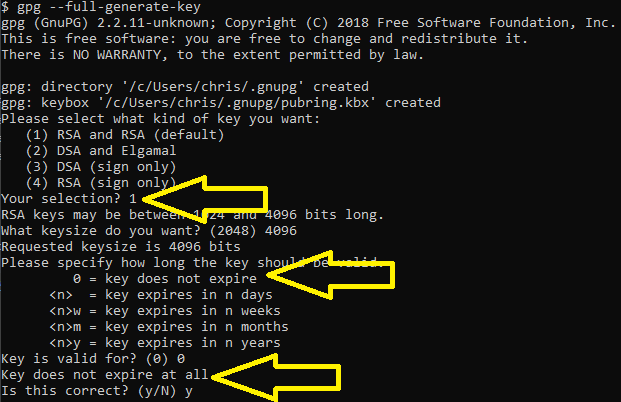 $ gpg --full-generate-key
gpg (GnuPG) 2.2.11-unknown; Copyright (C) 2018 Free Software Foundation, Inc.
This is free software: you are free to change and redistribute it.
There is NO WARRANTY, to the extent permitted by law.
gpg: directory '/c/Users/chris/.gnupg' created
gpg: keybox '/c/Users/chris/.gnupg/pubring.kbx' created
Please select what kind of key you want:
(1) RSA and RSA (default)
(2) DSA and Elgamal
(3) DSA (sign only)
(4) RSA (sign only)
Your selection? 1
RSA keys may be between 1024 and 4096 bits long.
What keysize do you want? (2048) 4096
Requested keysize is 4096 bits
Please specify how long the key should be valid.
0 = key does not expire
<n>  = key expires in n days
<n>w = key expires in n weeks
<n>m = key expires in n months
<n>y = key expires in n years
Key is valid for? (0) 0
Key does not expire at all
Is this correct? (y/N) y